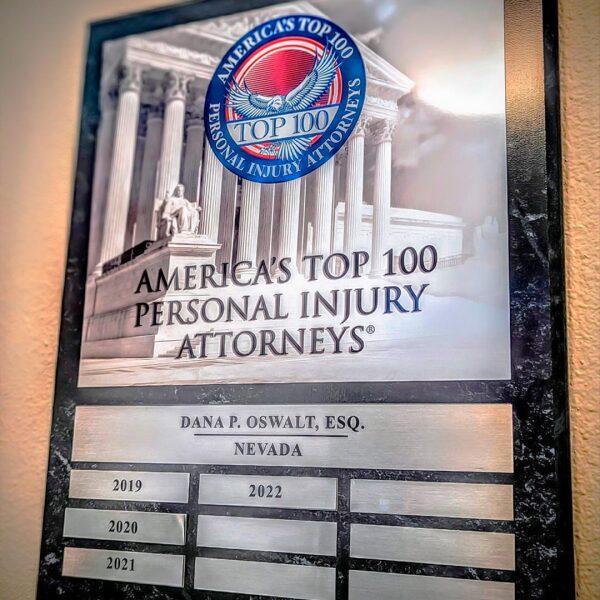 AMERICA'S TOP 100
TOP 100
PERSONAL INJURY ATTORNEYS
AMERICA'S TOP 100
PERSONAL INJURY
ATTORNEYS®
DANA P. OSWALT, ESQ.
NEVADA
2019
2022
2020
2021